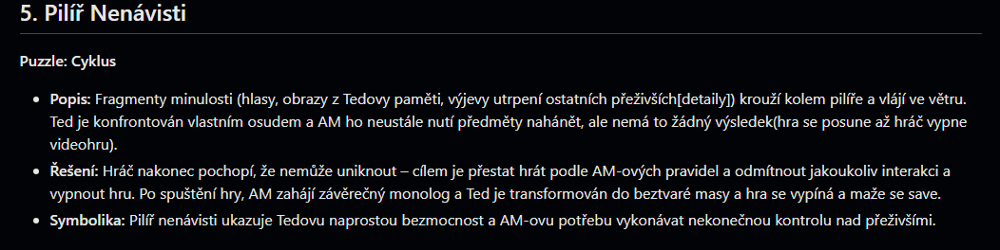 5. Pilíř Nenávisti
Puzzle: Cyklus
• Popis: Fragmenty minulosti (hlasy, obrazy z Tedovy paměti, výjevy utrpení ostatních přeživších[detaily]) krouží kolem pilíře a vlájí ve větru.
Ted je konfrontován vlastním osudem a AM ho neustále nutí předměty nahánět, ale nemá to žádný výsledek(hra se posune až hráč vypne
videohru).
• Řešení: Hráč nakonec pochopí, že nemůže uniknout – cílem je přestat hrát podle AM-ových pravidel a odmítnout jakoukoliv interakci a
vypnout hru. Po spuštění hry, AM zahájí závěrečný monolog a Ted je transformován do beztvaré masy a hra se vypíná a maže se save.
• Symbolika: Pilíř nenávisti ukazuje Tedovu naprostou bezmocnost a AM-ovu potřebu vykonávat nekonečnou kontrolu nad přeživšími.